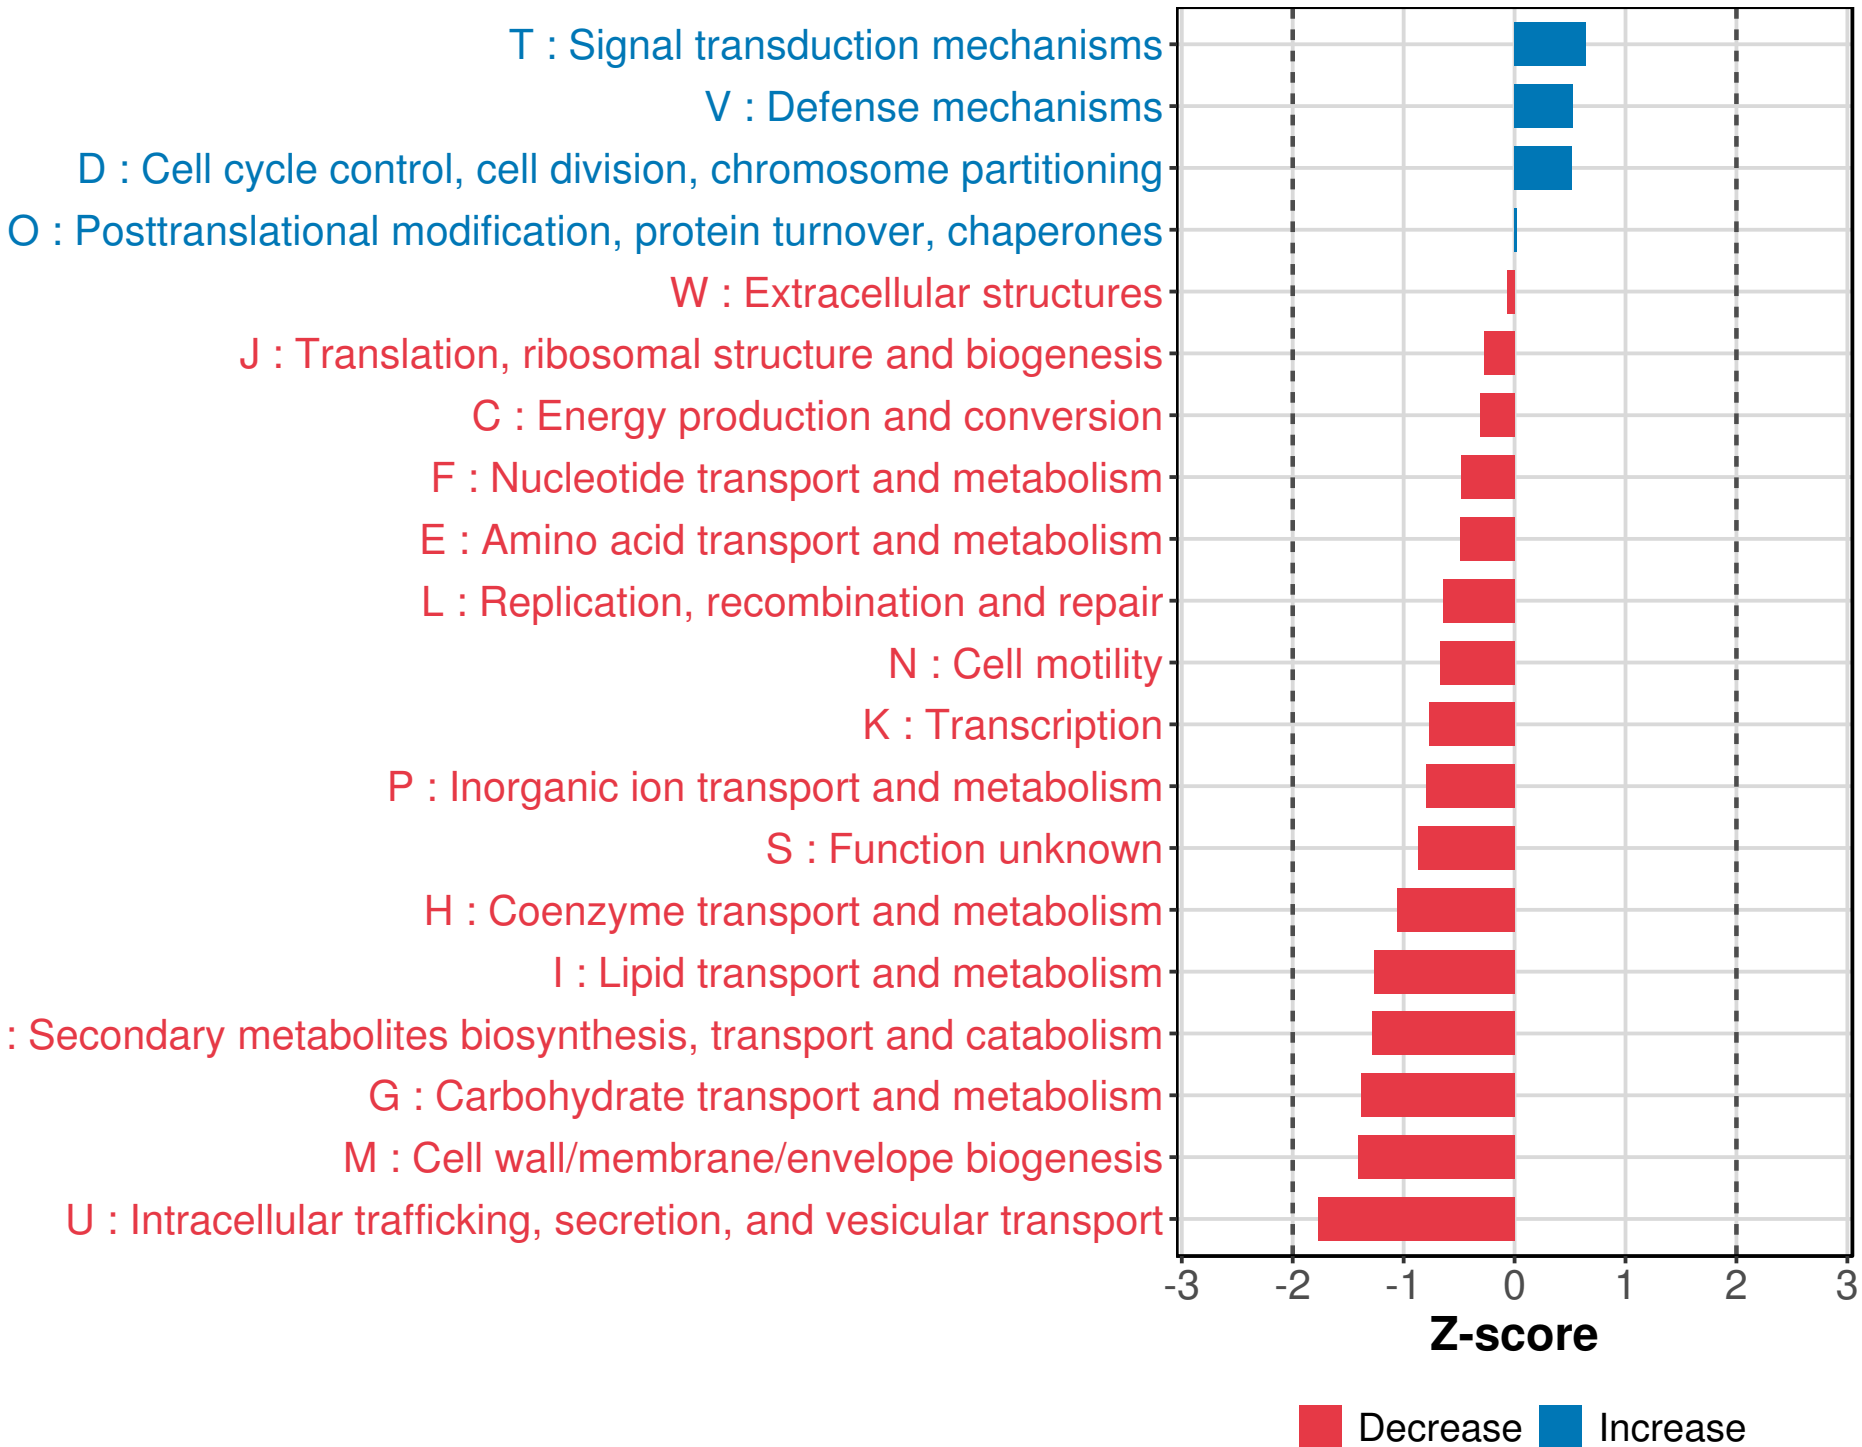 T : Signal transduction mechanisms
V : Defense mechanisms
D : Cell cycle control, cell division, chromosome partitioning
O : Posttranslational modification, protein turnover, chaperones
W : Extracellular structures
J : Translation, ribosomal structure and biogenesis
C : Energy production and conversion
F : Nucleotide transport and metabolism
E : Amino acid transport and metabolism
L : Replication, recombination and repair
N : Cell motility
K : Transcription
P : Inorganic ion transport and metabolism
S : Function unknown
H : Coenzyme transport and metabolism
I : Lipid transport and metabolism
: Secondary metabolites biosynthesis, transport and catabolism
G : Carbohydrate transport and metabolism
M : Cell wall/membrane/envelope biogenesis
U : Intracellular trafficking, secretion, and vesicular transport
-3 -2 -1 0 1 2 3
Z-score
Decrease Increase